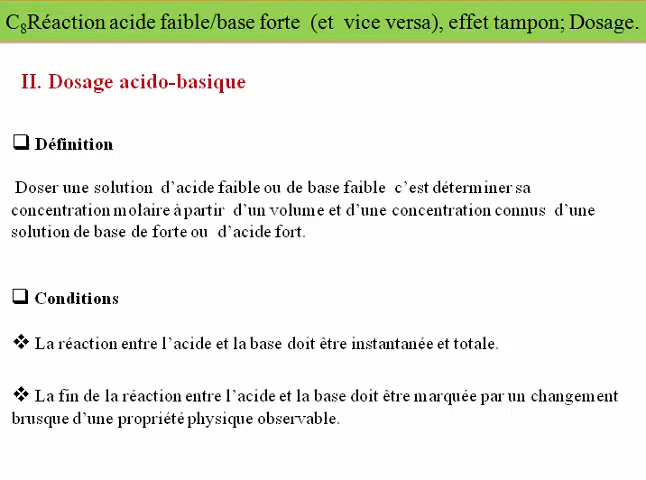 C₈Réaction acide faible/base forte (et vice versa), effet tampon; Dosage.
II. Dosage acido-basique
❑ Définition
Doser une solution d’acide faible ou de base faible c’est déterminer sa
concentration molaire à partir d’un volume et d’une concentration connus d’une
solution de base de forte ou d’acide fort.
❑ Conditions
❖ La réaction entre l’acide et la base doit être instantanée et totale.
❖ La fin de la réaction entre l’acide et la base doit être marquée par un changement
brusque d’une propriété physique observable.